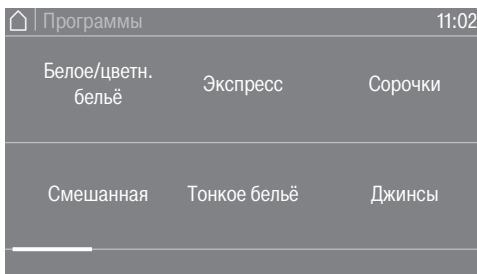 Программы 11:02
Белое/цветн.
бельё
Экспресс
Сорочки
Смешанная
Тонкое бельё
Джинсы